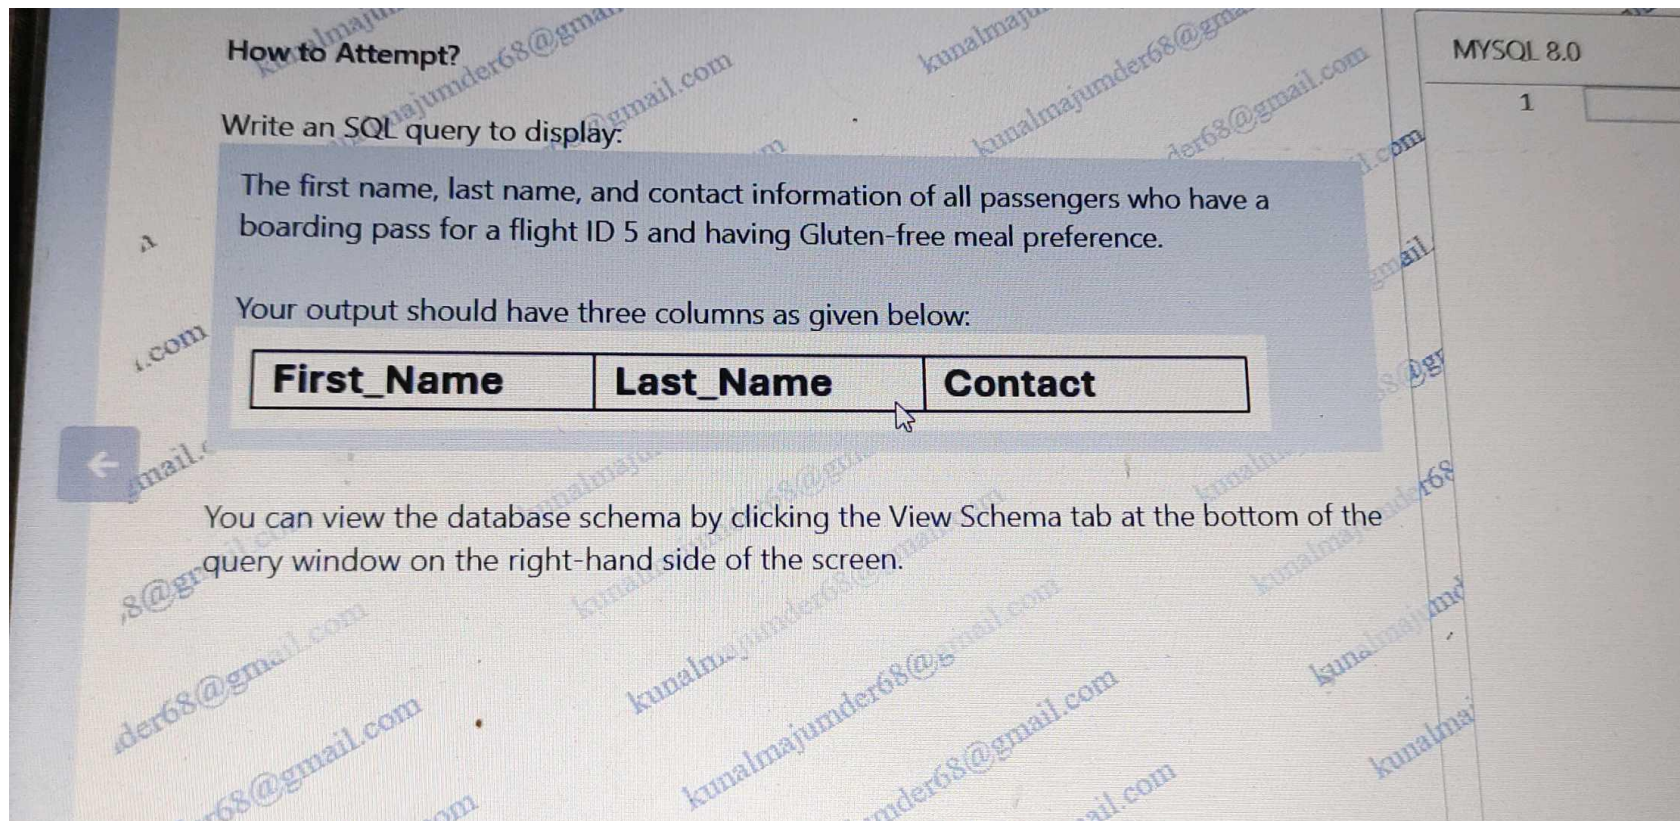 How to Attempt?
MYSQL 8.0
1
Write an SQL query to display:
The first name, last name, and contact information of all passengers who have a
boarding pass for a flight ID 5 and having Gluten-free meal preference.
Your output should have three columns as given below:
First_Name Last_Name Contact
You can view the database schema by clicking the View Schema tab at the bottom of the
query window on the right-hand side of the screen.
kunalmajumder68@gmail.com